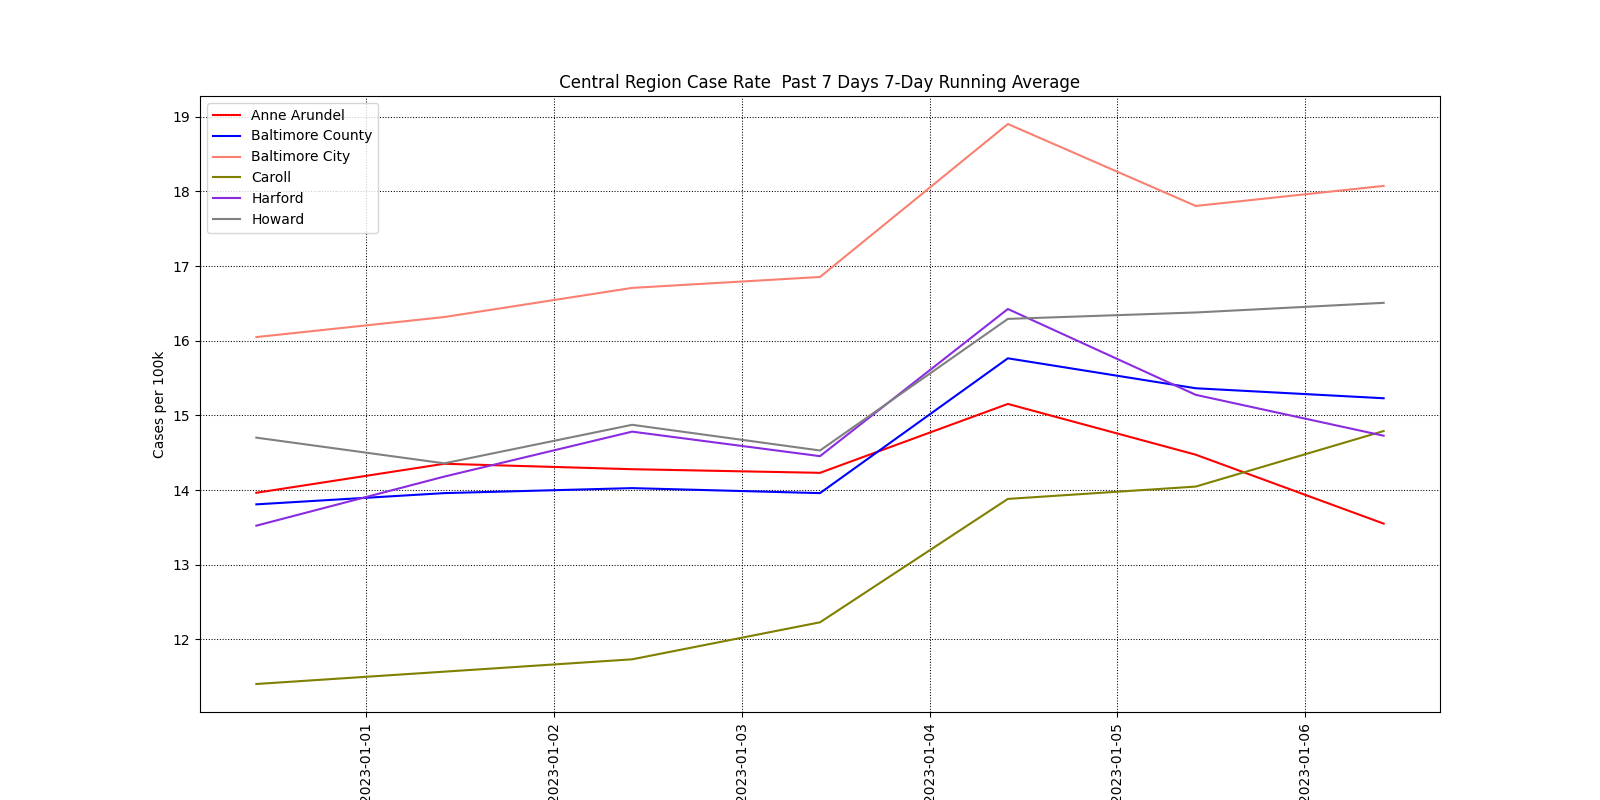 Central Region Case Rate  Past 7 Days 7-Day Running Average
Anne Arundel
Baltimore County
Baltimore City
Caroll
Harford
Howard
Cases per 100k
19
18
17
16
15
14
13
12
2023-01-01
2023-01-02
2023-01-03
2023-01-04
2023-01-05
2023-01-06